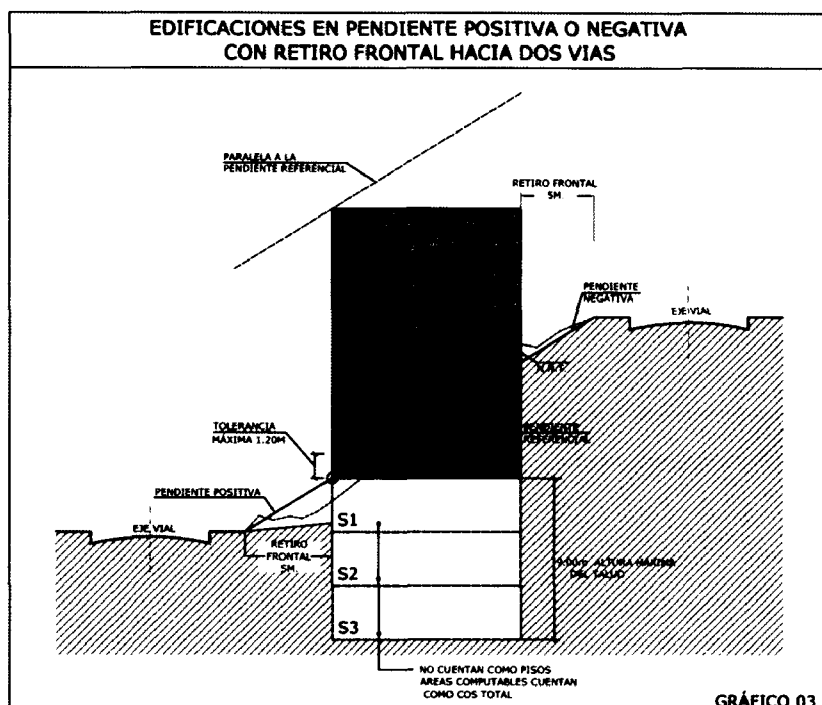 EDIFICACIONES EN PENDIENTE POSITIVA O NEGATIVA
CON RETIRO FRONTAL HACIA DOS VIAS
PARALELA A LA
PENDIENTE REFERENCIAL
RETIRO FRONTAL
5M
PENDIENTE
NEGATIVA
EJE VIAL
TOLERANCIA
MÁXIMA 1.20M
PENDIENTE
REFERENCIAL
PENDIENTE POSITIVA
EJE VIAL
S1
RETIRO
FRONTAL
5M
S2
9.00m ALTURA MÁXIMA
DEL TALUD
S3
NO CUENTAN COMO PISOS
AREAS COMPUTABLES CUENTAN
COMO COS TOTAL
GRÁFICO 03